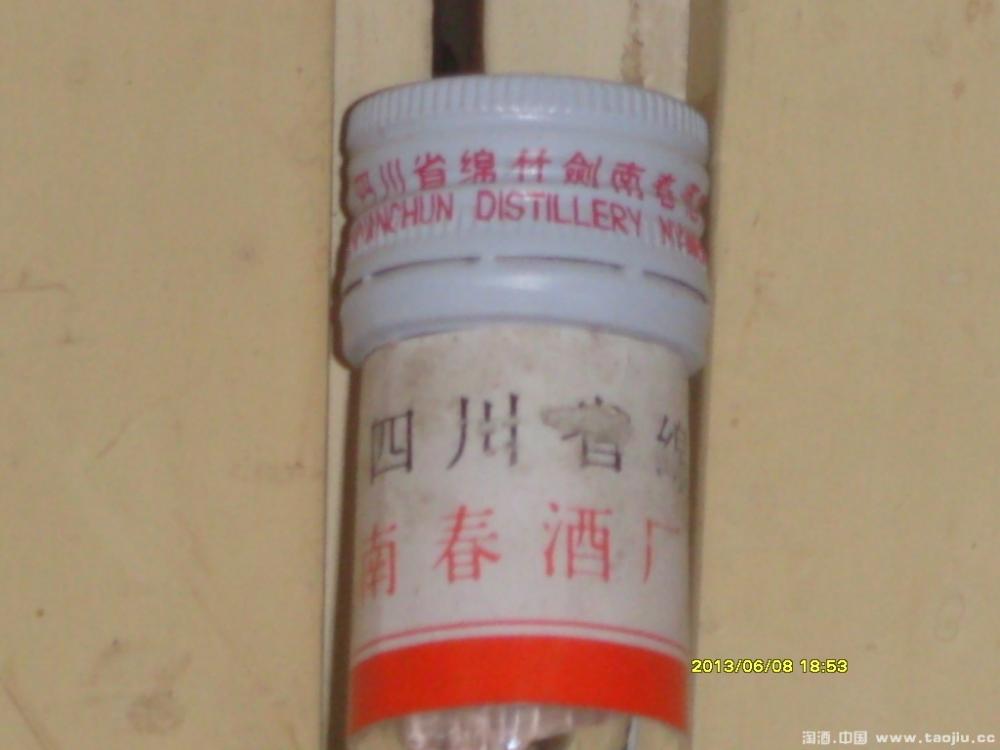 四川省绵竹剑南春
DISTILLERY
四川省绵
南春酒厂
2013/06/08 18:53
淘酒.中国 www.taojiu.cc